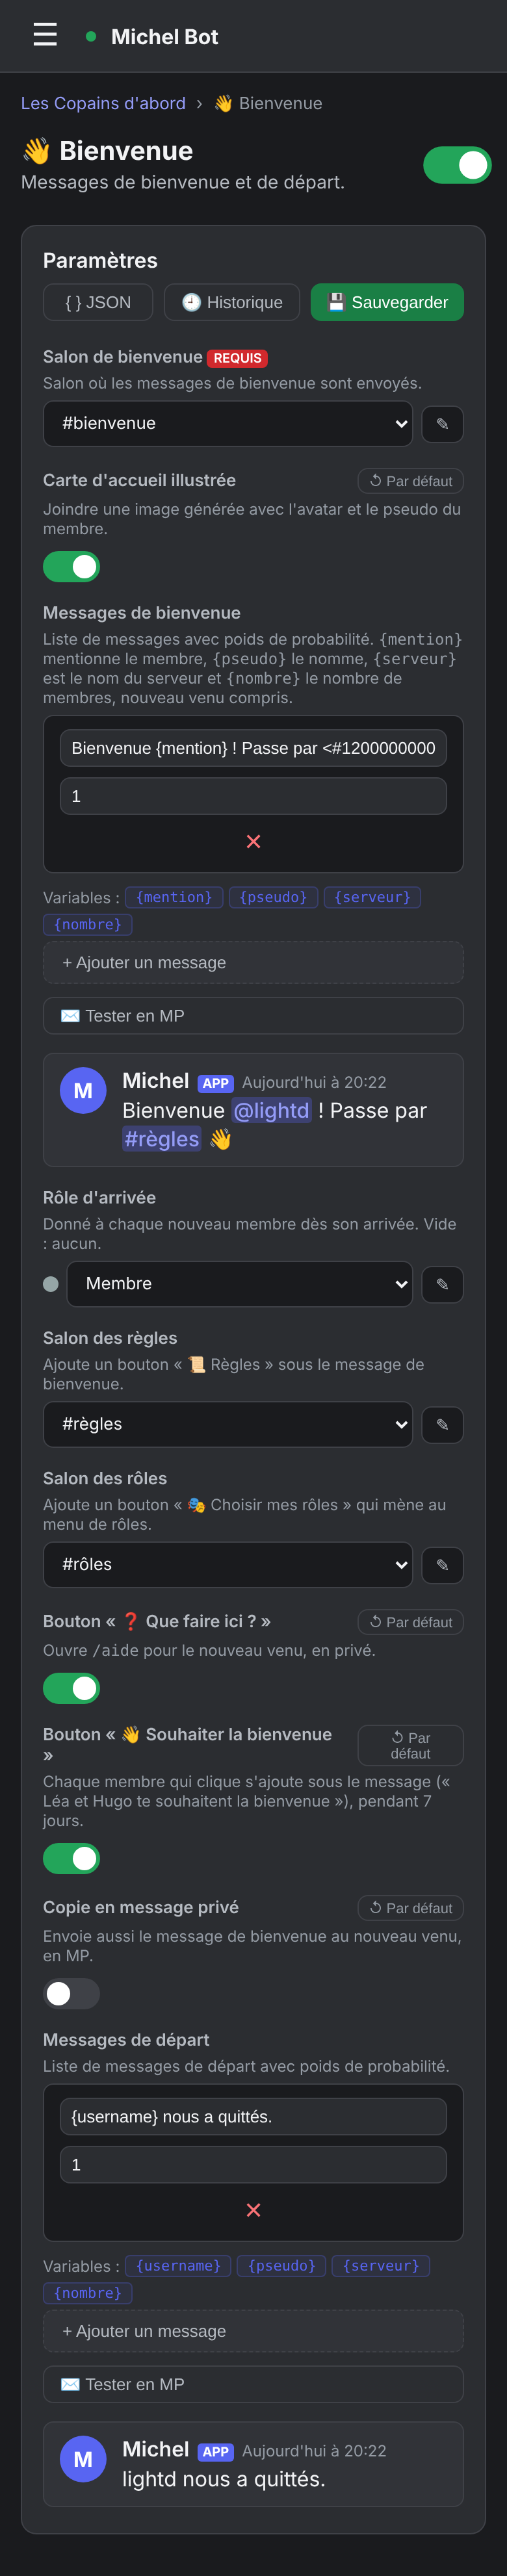 ☰ Michel Bot
Les Copains d'abord › 👋 Bienvenue
👋 Bienvenue
Messages de bienvenue et de départ.
Paramètres
{ } JSON 🕘 Historique 💾 Sauvegarder
Salon de bienvenue REQUIS
Salon où les messages de bienvenue sont envoyés.
#bienvenue ✎
Carte d'accueil illustrée ↺ Par défaut
Joindre une image générée avec l'avatar et le pseudo du
membre.
Messages de bienvenue
Liste de messages avec poids de probabilité. {mention}
mentionne le membre, {pseudo} le nomme, {serveur}
est le nom du serveur et {nombre} le nombre de
membres, nouveau venu compris.
Bienvenue {mention} ! Passe par <#1200000000
1
✕
Variables : {mention} {pseudo} {serveur}
{nombre}
+ Ajouter un message
✉️ Tester en MP
M Michel APP Aujourd'hui à 20:22
Bienvenue @lightd ! Passe par
#règles 👋
Rôle d'arrivée
Donné à chaque nouveau membre dès son arrivée. Vide
: aucun.
Membre ✎
Salon des règles
Ajoute un bouton « 📜 Règles » sous le message de
bienvenue.
#règles ✎
Salon des rôles
Ajoute un bouton « 🎭 Choisir mes rôles » qui mène au
menu de rôles.
#rôles ✎
Bouton « ❓ Que faire ici ? » ↺ Par défaut
Ouvre /aide pour le nouveau venu, en privé.
Bouton « 👋 Souhaiter la bienvenue
» ↺ Par
défaut
Chaque membre qui clique s'ajoute sous le message («
Léa et Hugo te souhaitent la bienvenue »), pendant 7
jours.
Copie en message privé ↺ Par défaut
Envoie aussi le message de bienvenue au nouveau venu,
en MP.
Messages de départ
Liste de messages de départ avec poids de probabilité.
{username} nous a quittés.
1
✕
Variables : {username} {pseudo} {serveur}
{nombre}
+ Ajouter un message
✉️ Tester en MP
M Michel APP Aujourd'hui à 20:22
lightd nous a quittés.